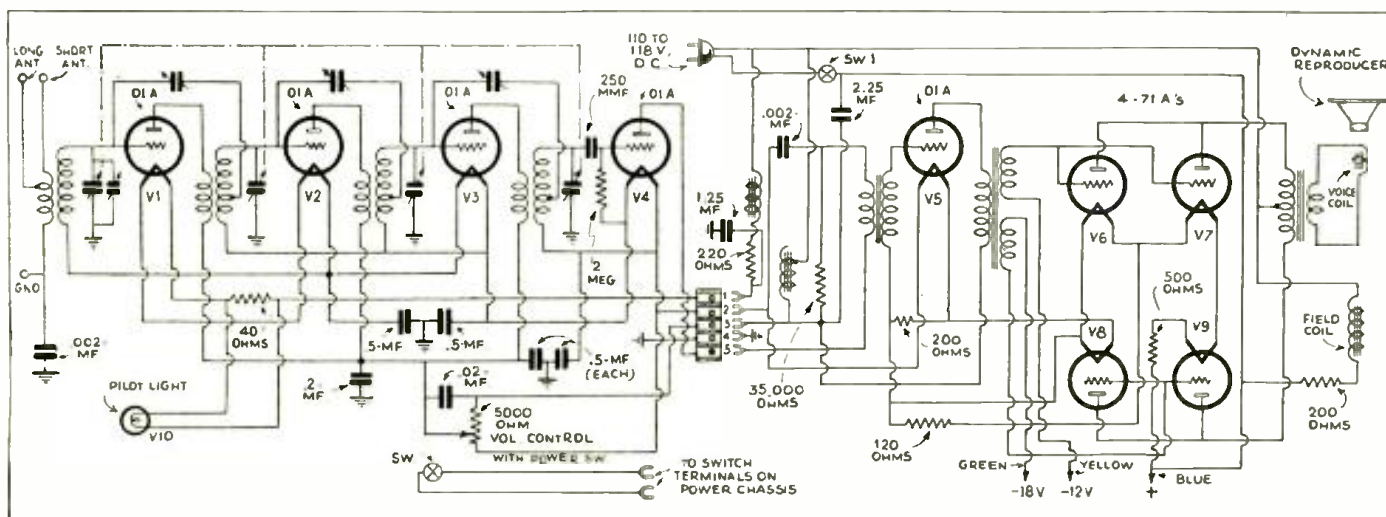 LONG
ANT.
SHORT
ANT.
01A
01A
01A
250
MMF
01A
V1
V2
V3
V4
GND
.002
MF
40
OHMS
.5-MF
.5-MF
2
MEG
.5-MF
(EACH)
.2
MF
.02
MF
5000
OHM
VOL. CONTROL
WITH POWER SW.
PILOT LIGHT
V10
SW
TO SWITCH
TERMINALS ON
POWER CHASSIS
110 TO
118 V.
D.C.
SW 1
2.25
MF
.002-
MF
01A
1.25
MF
220
OHMS
35,000
OHMS
1
2
3
4
5
V5
200
OHMS
120
OHMS
4-71A'S
V6
V7
500
OHMS
V8
V9
GREEN
-18V
YELLOW
-12V
+
BLUE
DYNAMIC
REPRODUCER
VOICE
COIL
FIELD
COIL
200
OHMS